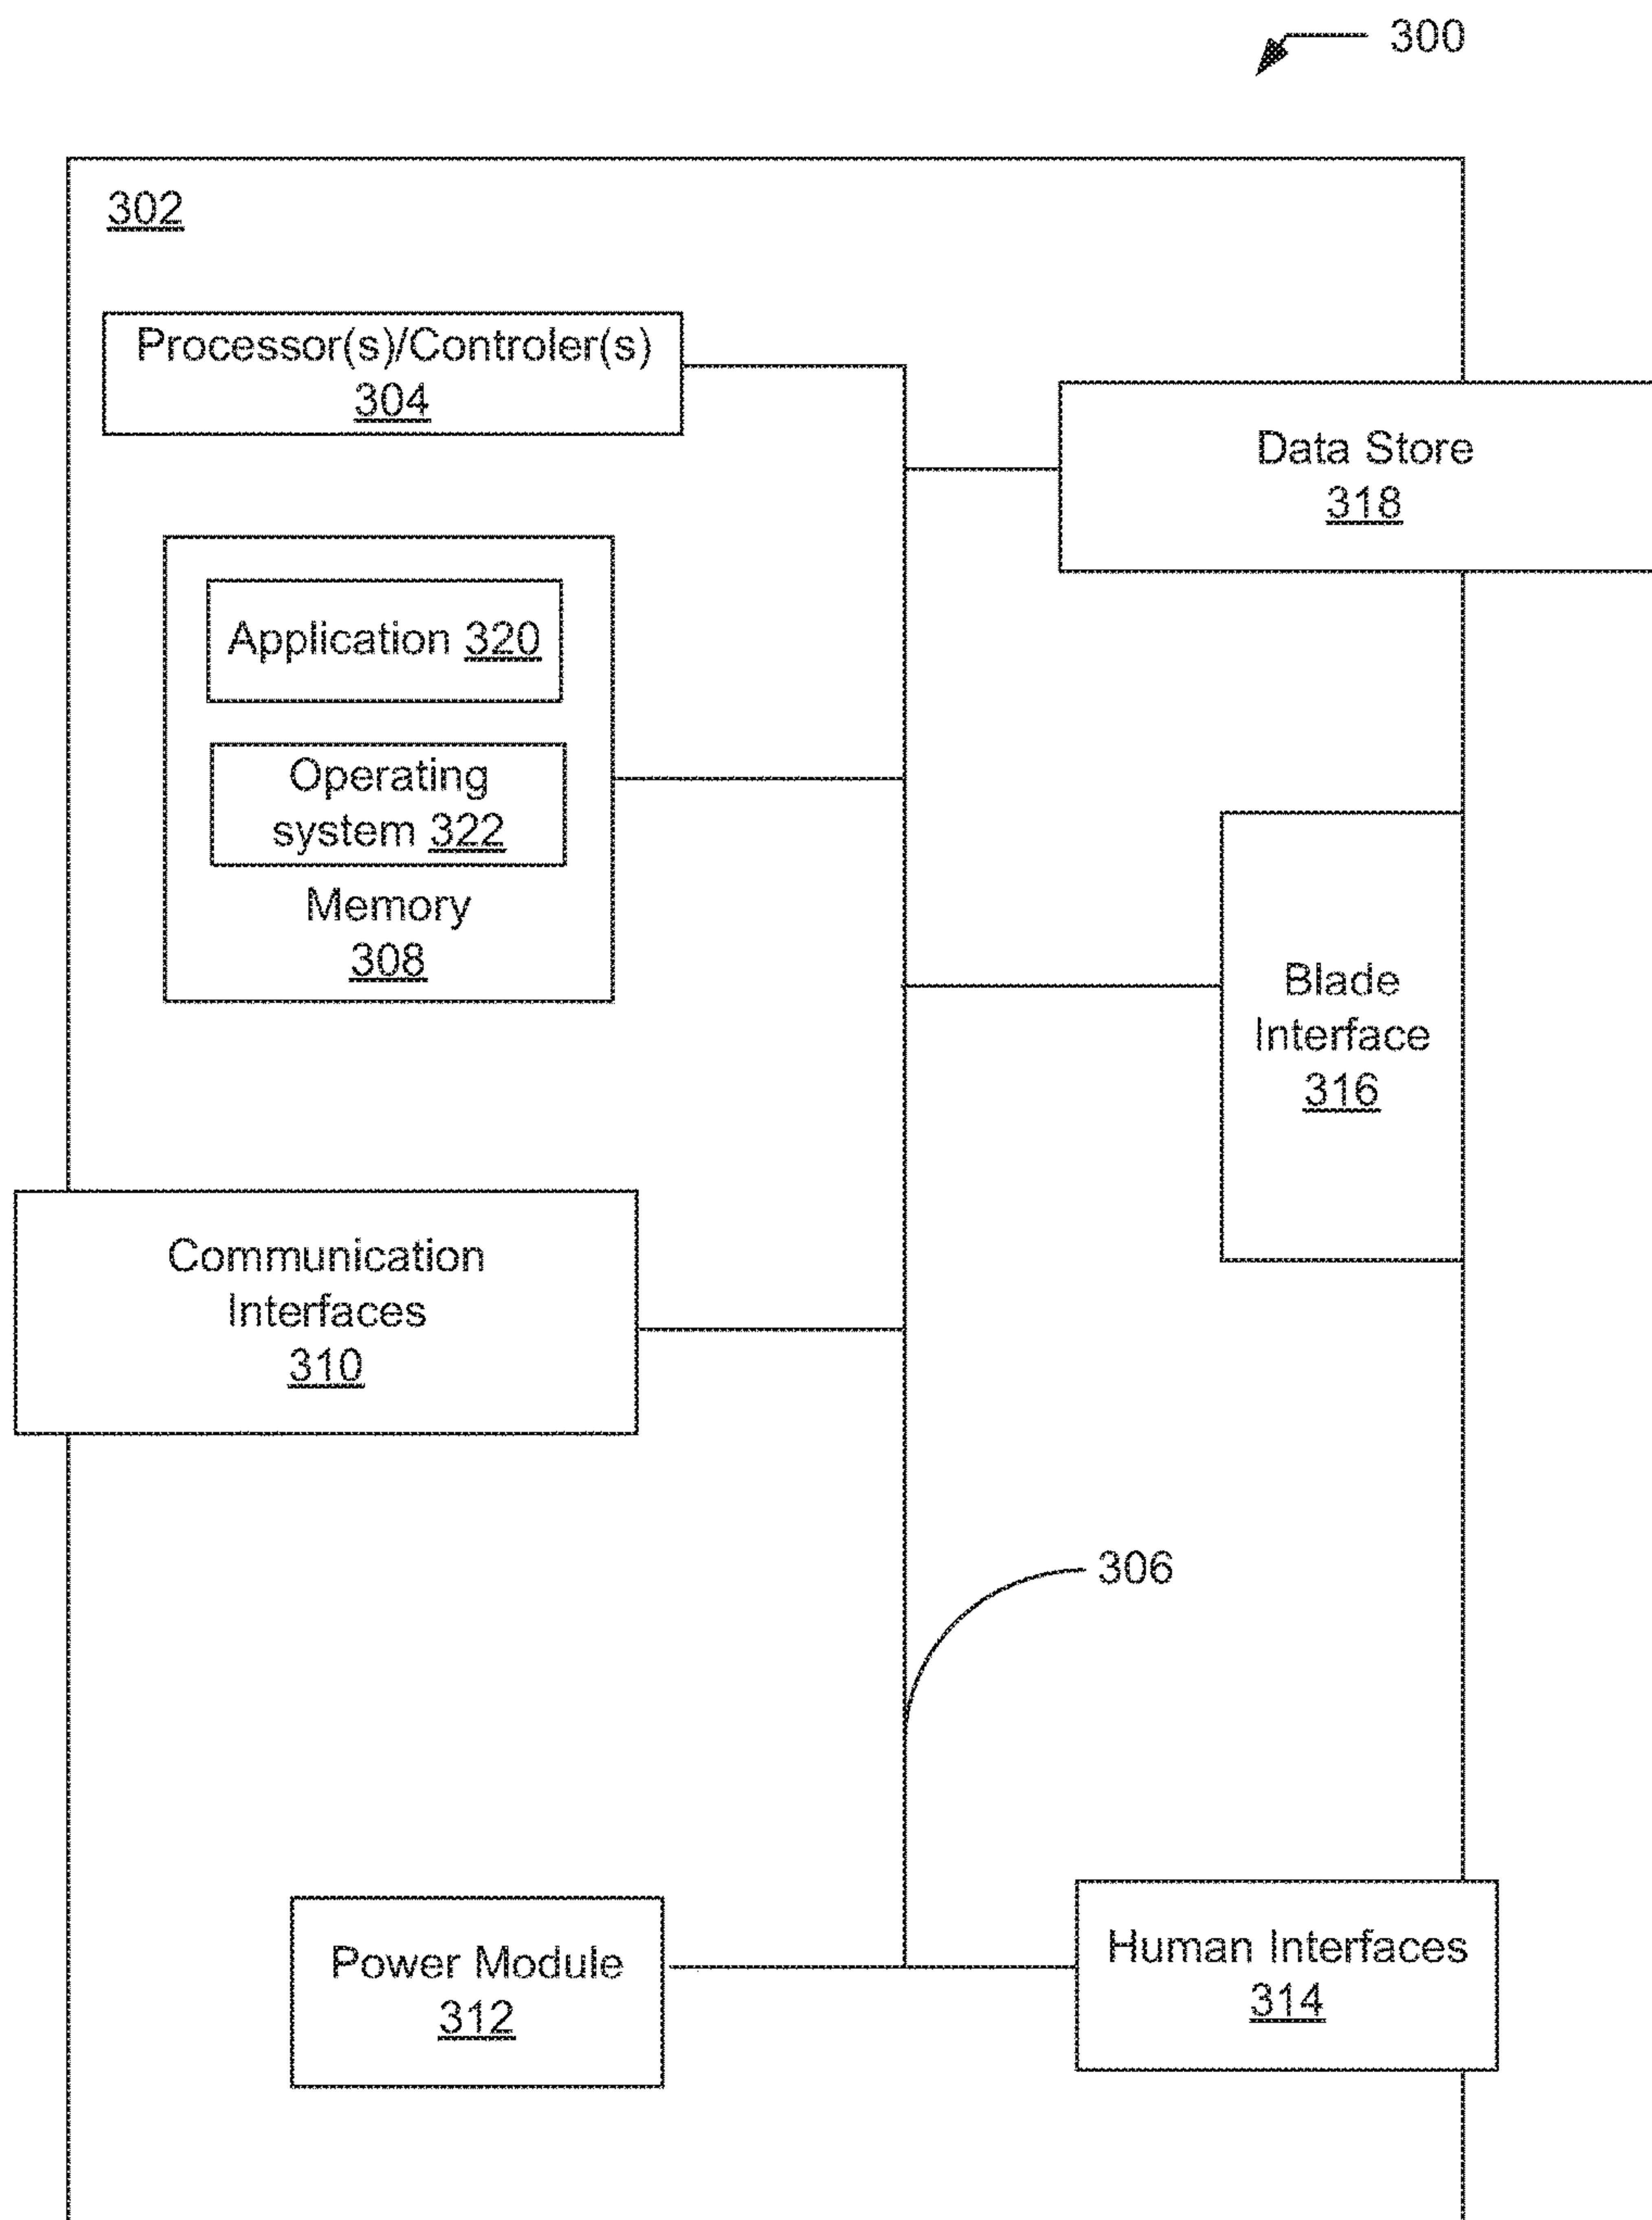 300
302
Processor(s)/Controler(s)
304
Data Store
318
Application 320
Operating
system 322
Memory
308
Blade
Interface
316
Communication
Interfaces
310
306
Power Module
312
Human Interfaces
314